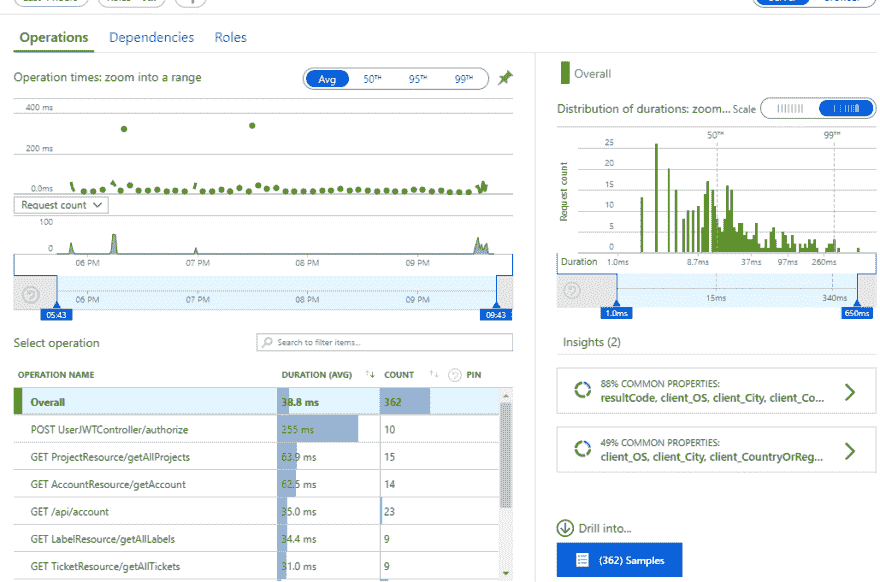 Operations Dependencies Roles
Operation times: zoom into a range
Avg 50TH 95TH 99TH
400 ms
200 ms
0.0ms
Request count
100
0
06 PM 07 PM 08 PM 09 PM
06 PM 07 PM 08 PM 09 PM
05:43 09:43
Select operation
Search to filter items...
OPERATION NAME DURATION (AVG) COUNT PIN
Overall 38.8 ms 362
POST UserJWTController/authorize 255 ms 10
GET ProjectResource/getAllProjects 63.9 ms 15
GET AccountResource/getAccount 62.5 ms 14
GET /api/account 35.0 ms 23
GET LabelResource/getAllLabels 34.4 ms 9
GET TicketResource/getAllTickets 31.0 ms 9
Overall
Distribution of durations: zoom... Scale
50TH 99TH
Request count
25
20
15
10
5
0
Duration 1.0ms 8.7ms 37ms 97ms 260ms
15ms 340ms
1.0ms 650ms
Insights (2)
88% COMMON PROPERTIES:
resultCode, client_OS, client_City, client_Co...
49% COMMON PROPERTIES:
client_OS, client_City, client_CountryOrReg...
Drill into...
(362) Samples